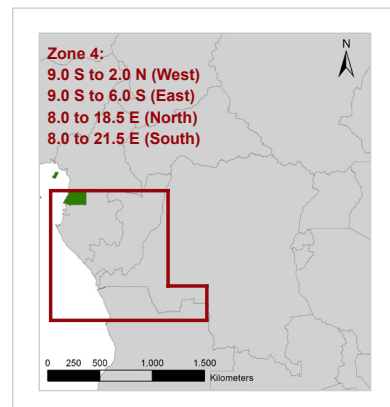 Zone 4:
9.0 S to 2.0 N (West)
9.0 S to 6.0 S (East)
8.0 to 18.5 E (North)
8.0 to 21.5 E (South)
N
0 250 500 1.000 1.500
Kilometers